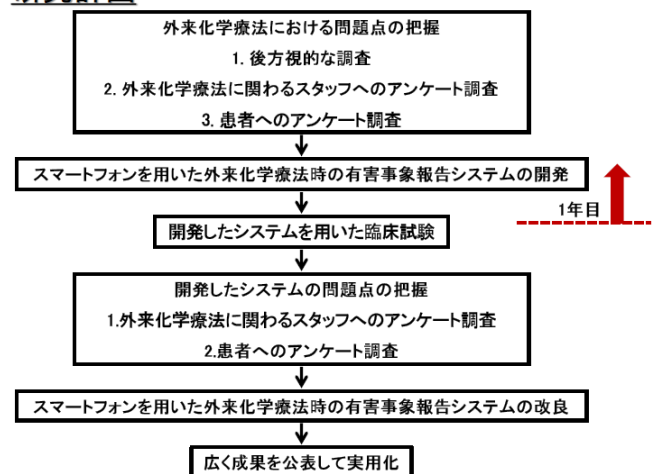 外来化学療法における問題点の把握
1. 後方視的な調査
2. 外来化学療法に関わるスタッフへのアンケート調査
3. 患者へのアンケート調査
スマートフォンを用いた外来化学療法時の有害事象報告システムの開発
1年目
開発したシステムを用いた臨床試験
開発したシステムの問題点の把握
1.外来化学療法に関わるスタッフへのアンケート調査
2.患者へのアンケート調査
スマートフォンを用いた外来化学療法時の有害事象報告システムの改良
広く成果を公表して実用化